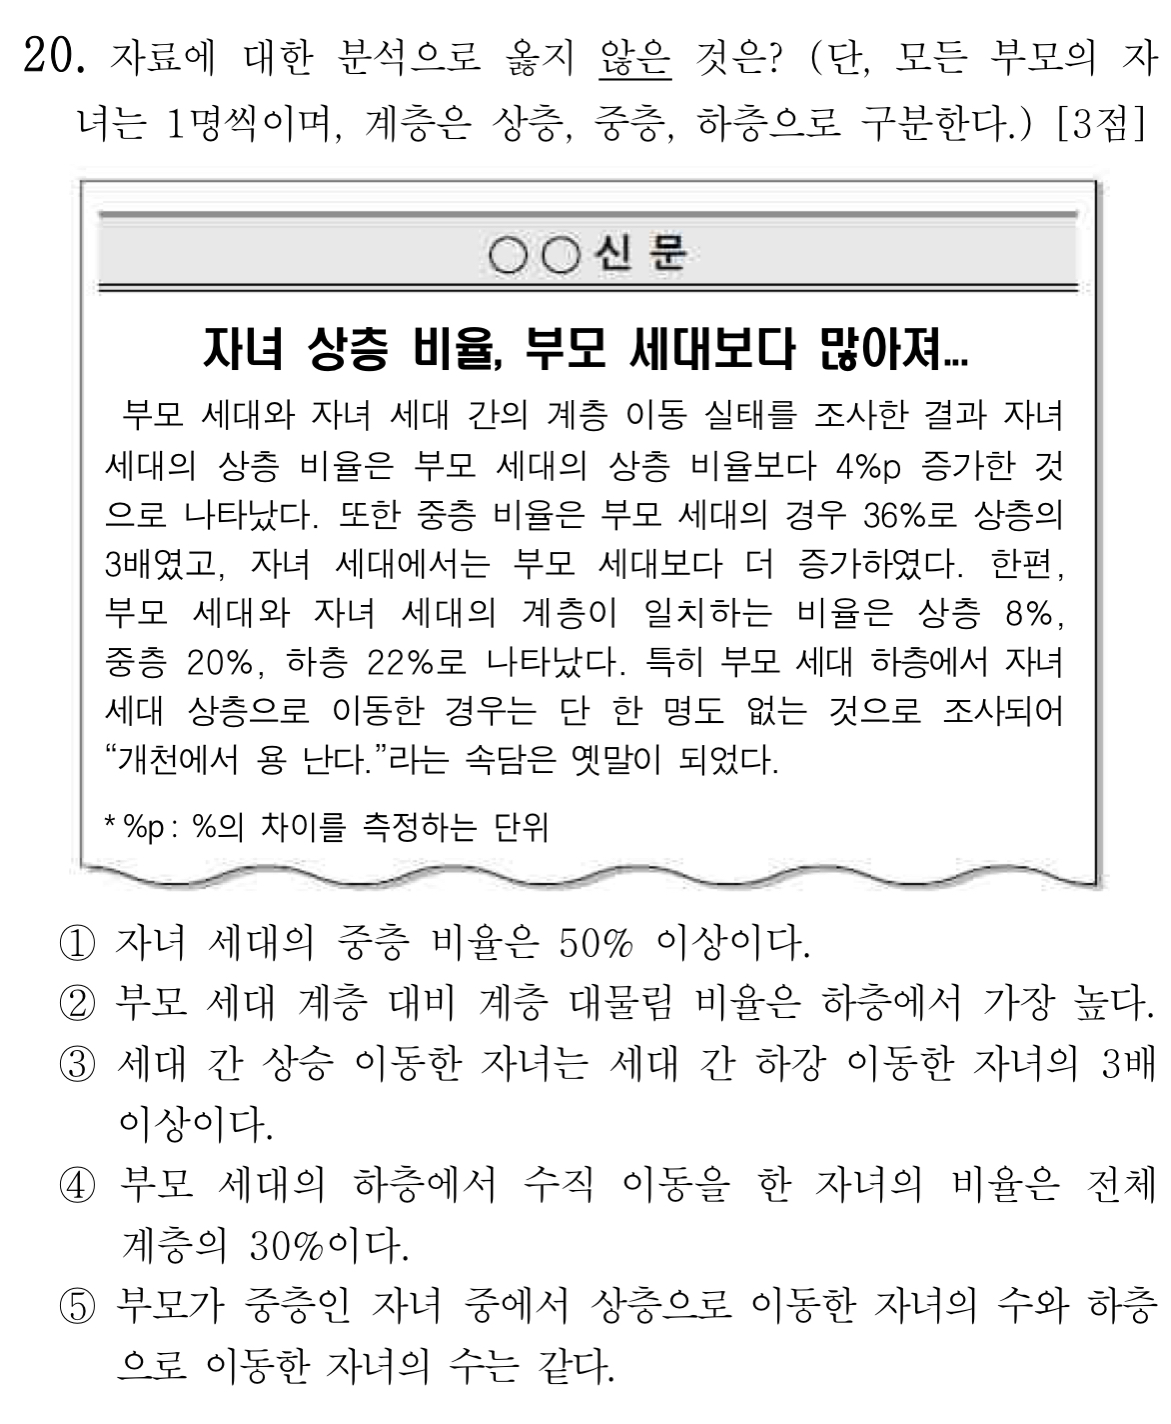 20. 자료에 대한 분석으로 옳지 않은 것은? (단, 모든 부모의 자
녀는 1명씩이며, 계층은 상층, 중층, 하층으로 구분한다.) [3점]
○○신문
자녀 상층 비율, 부모 세대보다 많아져...
부모 세대와 자녀 세대 간의 계층 이동 실태를 조사한 결과 자녀
세대의 상층 비율은 부모 세대의 상층 비율보다 4%p 증가한 것
으로 나타났다. 또한 중층 비율은 부모 세대의 경우 36%로 상층의
3배였고, 자녀 세대에서는 부모 세대보다 더 증가하였다. 한편,
부모 세대와 자녀 세대의 계층이 일치하는 비율은 상층 8%,
중층 20%, 하층 22%로 나타났다. 특히 부모 세대 하층에서 자녀
세대 상층으로 이동한 경우는 단 한 명도 없는 것으로 조사되어
“개천에서 용 난다.”라는 속담은 옛말이 되었다.
* %p : %의 차이를 측정하는 단위
① 자녀 세대의 중층 비율은 50% 이상이다.
② 부모 세대 계층 대비 계층 대물림 비율은 하층에서 가장 높다.
③ 세대 간 상승 이동한 자녀는 세대 간 하강 이동한 자녀의 3배
이상이다.
④ 부모 세대의 하층에서 수직 이동을 한 자녀의 비율은 전체
계층의 30%이다.
⑤ 부모가 중층인 자녀 중에서 상층으로 이동한 자녀의 수와 하층
으로 이동한 자녀의 수는 같다.